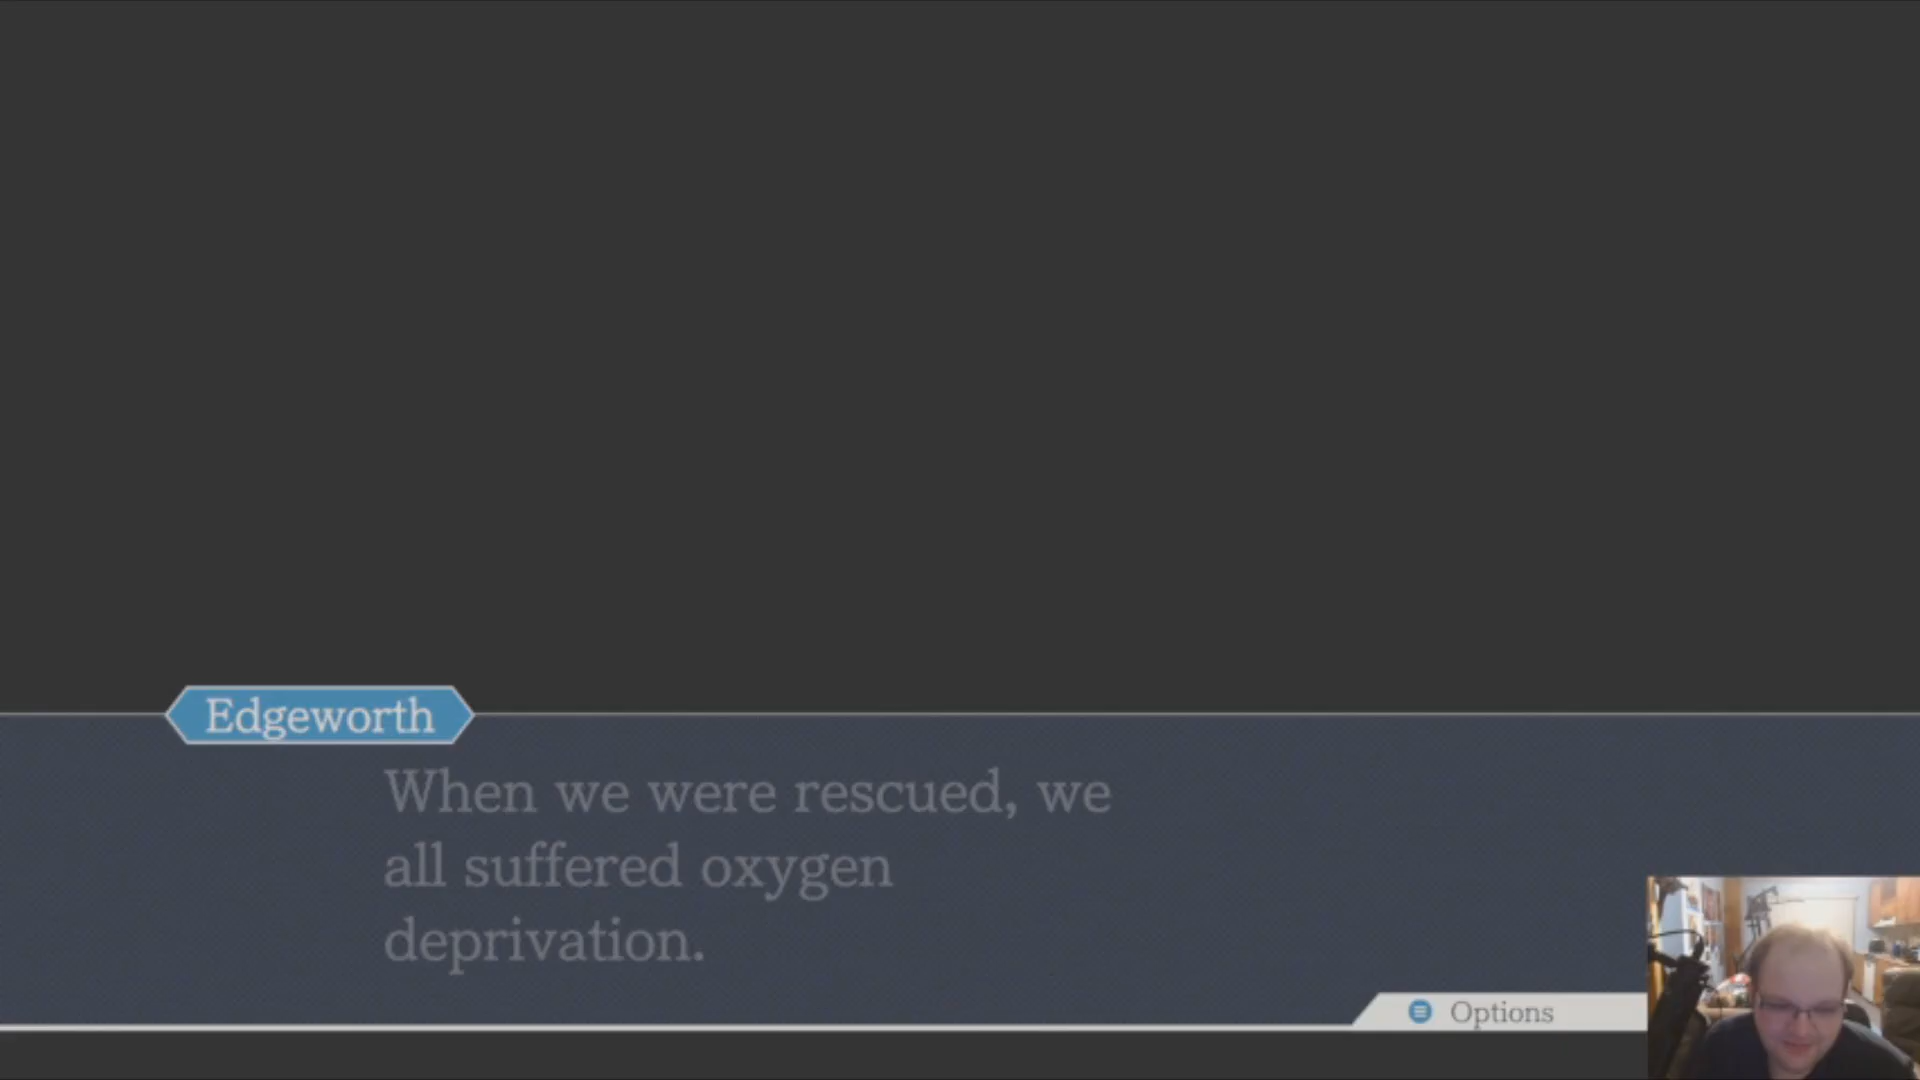 Edgeworth
When we were rescued, we
all suffered oxygen
deprivation.
Options